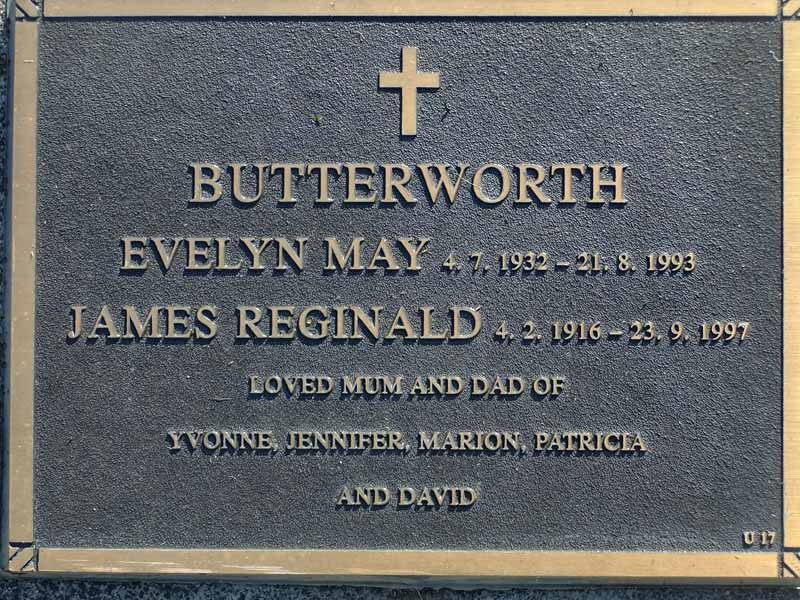 BUTTERWORTH
EVELYN MAY 4. 7. 1932 – 21. 8. 1993
JAMES REGINALD 4. 2. 1916 – 23. 9. 1997
LOVED MUM AND DAD OF
YVONNE, JENNIFER, MARION, PATRICIA
AND DAVID
U 17